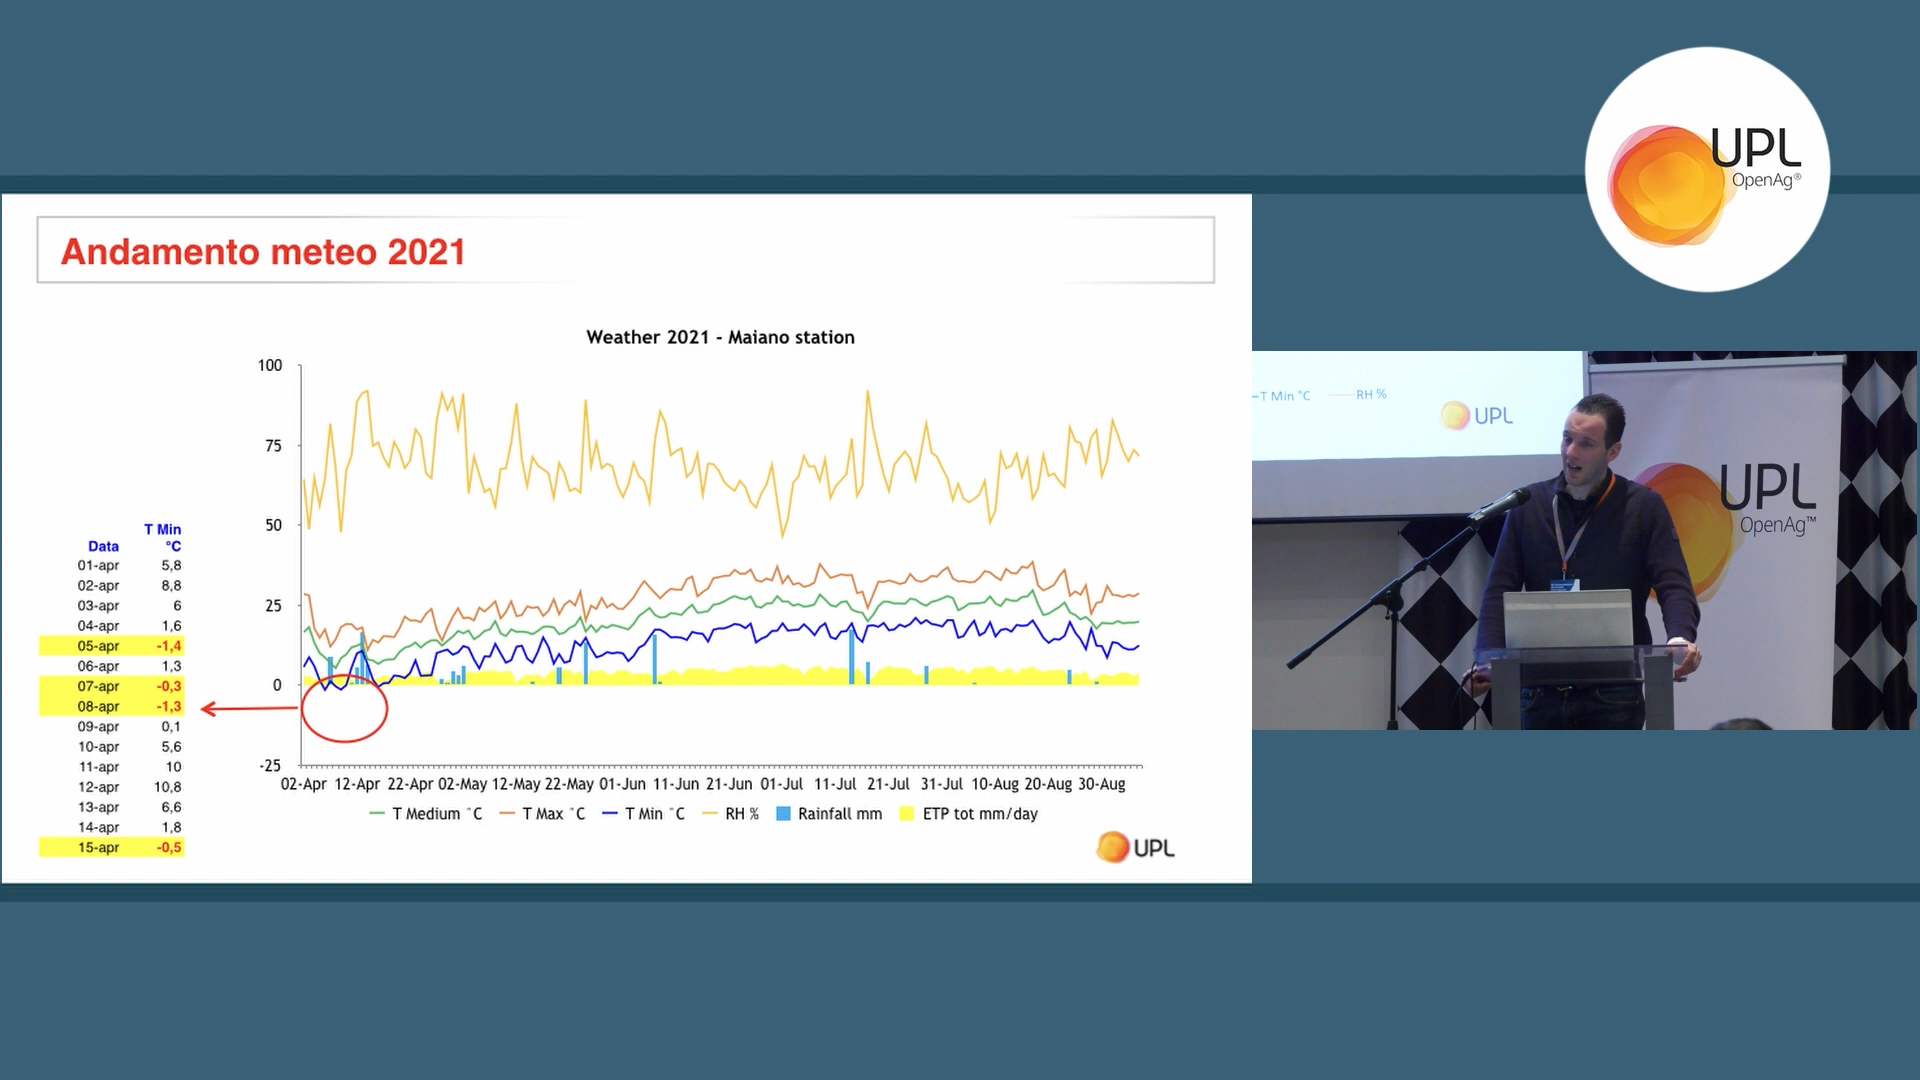 UPL
OpenAg®
Andamento meteo 2021
Weather 2021 - Maiano station
100
75
50
25
0
-25
02-Apr 12-Apr 22-Apr 02-May 12-May 22-May 01-Jun 11-Jun 21-Jun 01-Jul 11-Jul 21-Jul 31-Jul 10-Aug 20-Aug 30-Aug
T Medium °C T Max °C T Min °C RH % Rainfall mm ETP tot mm/day
T Min
Data °C
01-apr 5,8
02-apr 8,8
03-apr 6
04-apr 1,6
05-apr -1,4
06-apr 1,3
07-apr -0,3
08-apr -1,3
09-apr 0,1
10-apr 5,6
11-apr 10
12-apr 10,8
13-apr 6,6
14-apr 1,8
15-apr -0,5
UPL
T Min °C RH %
UPL
UPL
OpenAg™